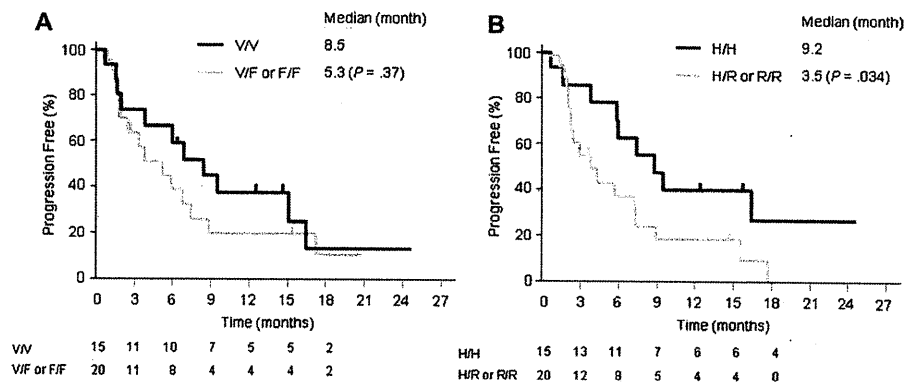 A
Median (month)
V/V 8.5
V/F or F/F 5.3 (P = .37)
Progression Free (%)
100
80
60
40
20
0
0 3 6 9 12 15 18 21 24 27
Time (months)
V/V 15 11 10 7 5 5 2
V/F or F/F 20 11 8 4 4 4 2
B
Median (month)
H/H 9.2
H/R or R/R 3.5 (P = .034)
Progression Free (%)
100
80
60
40
20
0
0 3 6 9 12 15 18 21 24 27
Time (months)
H/H 15 13 11 7 6 6 4
H/R or R/R 20 12 8 5 4 4 0